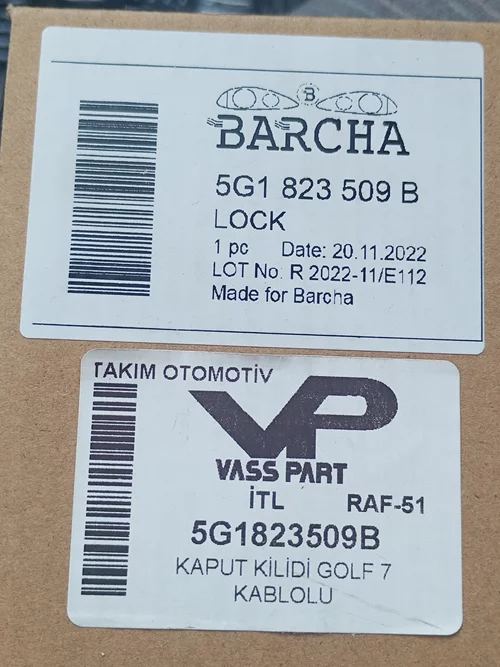 B
BARCHA
5G1 823 509 B
LOCK
1 pc Date: 20.11.2022
LOT No: R 2022-11/E112
Made for Barcha
TAKIM OTOMOTİV
VP
VASS PART
İTL RAF-51
5G1823509B
KAPUT KİLİDİ GOLF 7
KABLOLU